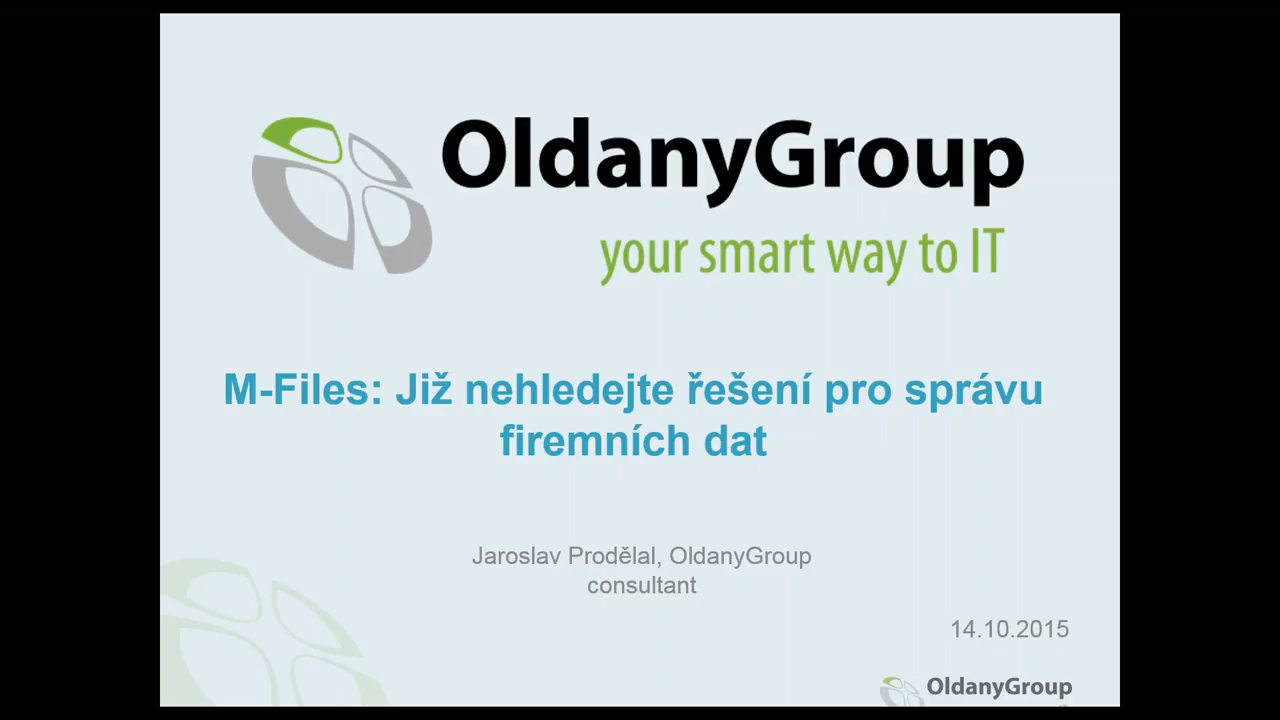 OldanyGroup
your smart way to IT
M-Files: Již nehledejte řešení pro správu
firemních dat
Jaroslav Prodělal, OldanyGroup
consultant
14.10.2015
OldanyGroup